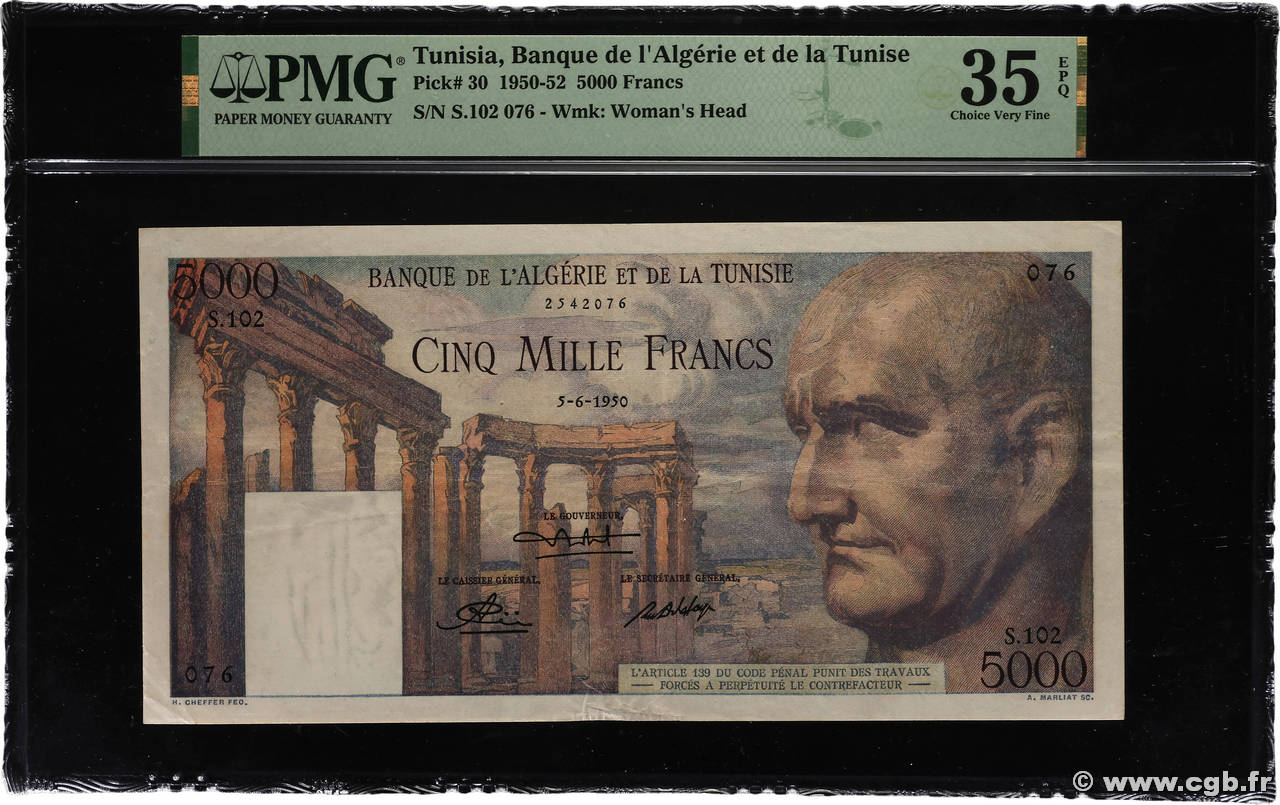 PMG®
PAPER MONEY GUARANTY
Tunisia, Banque de l'Algérie et de la Tunise
Pick# 30 1950-52 5000 Francs
S/N S.102 076 - Wmk: Woman's Head
35
EPQ
Choice Very Fine
5000
BANQUE DE L'ALGÉRIE ET DE LA TUNISIE
076
2542076
S.102
CINQ MILLE FRANCS
5-6-1950
LE GOUVERNEUR,
LE CAISSIER GÉNÉRAL,
LE SECRÉTAIRE GÉNÉRAL,
S.102
076
L'ARTICLE 139 DU CODE PÉNAL PUNIT DES TRAVAUX
FORCÉS A PERPÉTUITÉ LE CONTREFACTEUR
5000
H. CHEFFER FEC.
A. MARLIAT SC.
© www.cgb.fr